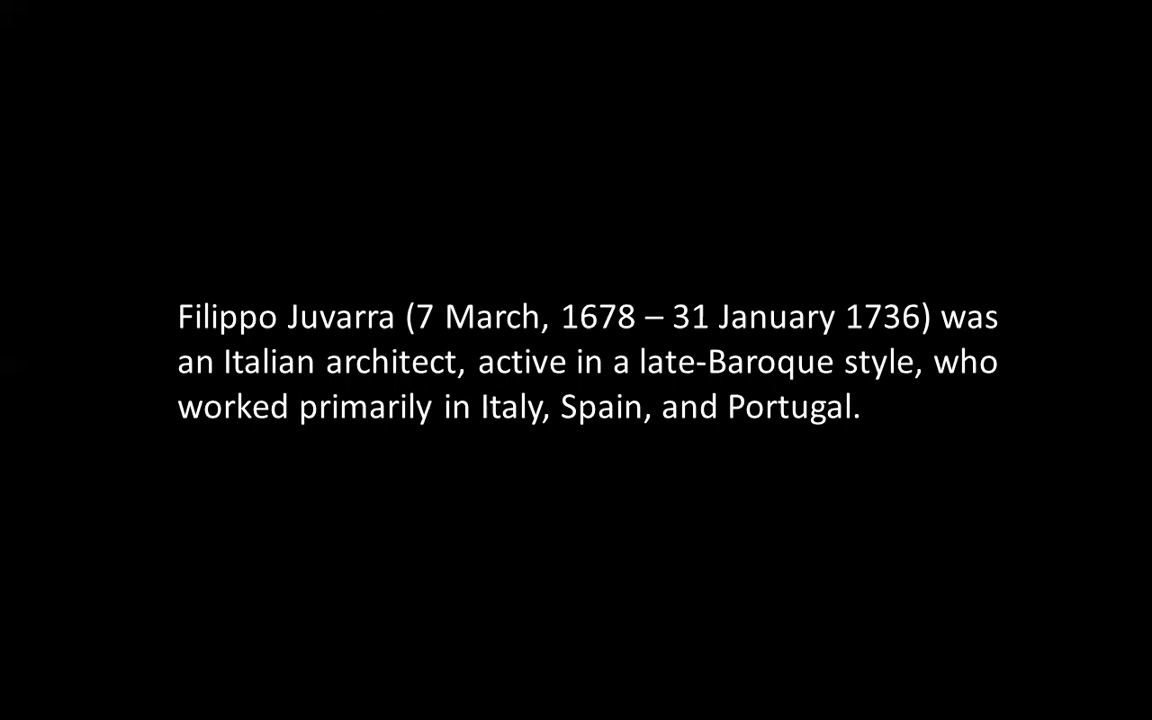 Filippo Juvarra (7 March, 1678 – 31 January 1736) was
an Italian architect, active in a late-Baroque style, who
worked primarily in Italy, Spain, and Portugal.